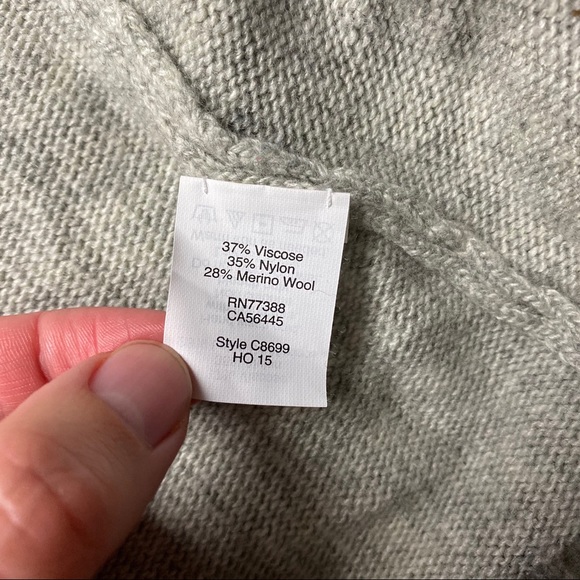 37% Viscose
35% Nylon
28% Merino Wool
RN77388
CA56445
Style C8699
HO 15